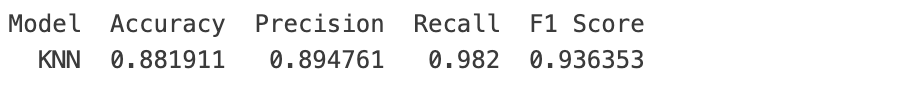 Model  Accuracy  Precision  Recall  F1 Score
KNN  0.881911   0.894761   0.982  0.936353